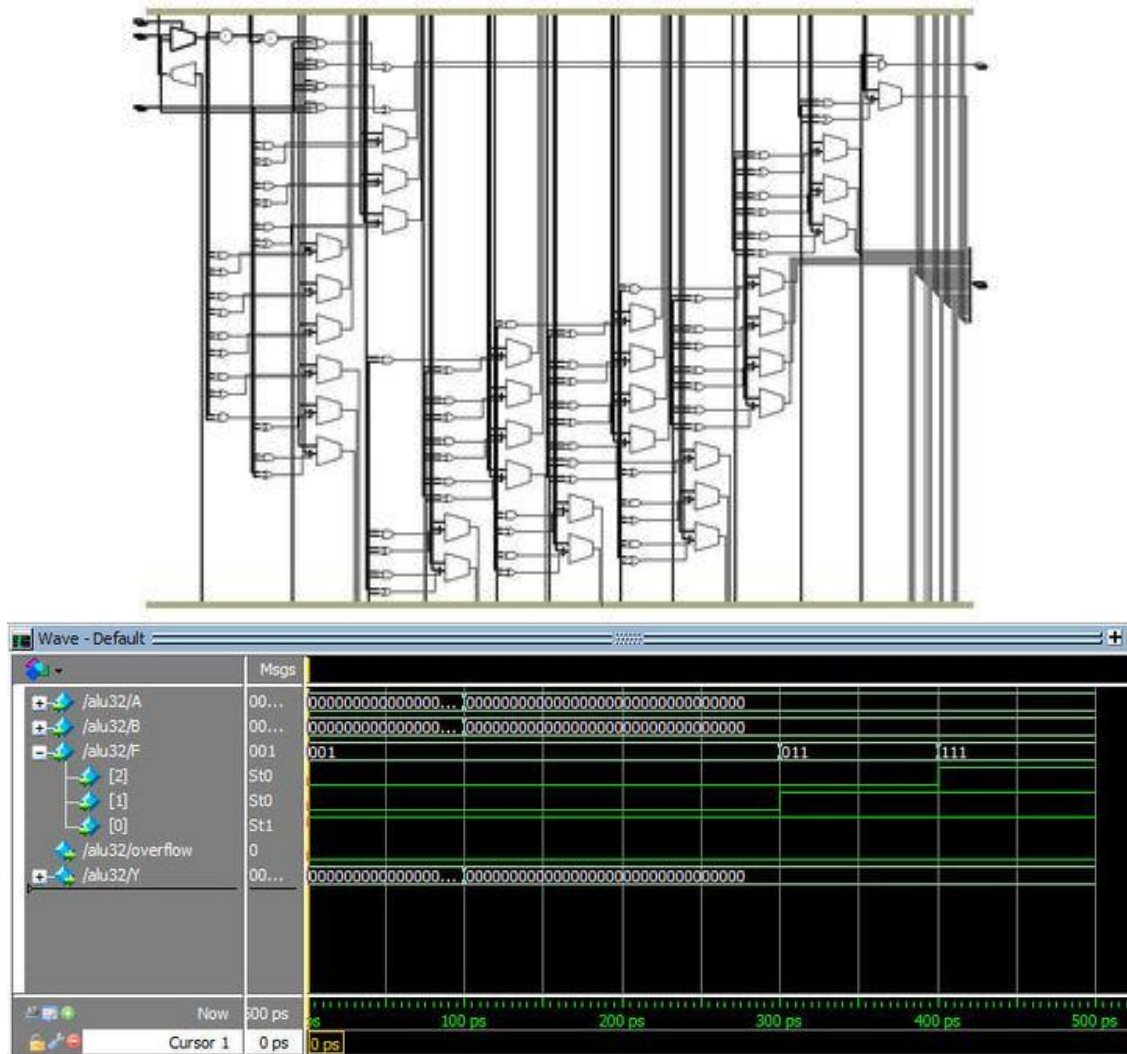 Wave - Default
Msgs
/alu32/A 00... 000000000000000... 00000000000000000000000000000000
/alu32/B 00... 000000000000000... 00000000000000000000000000000000
/alu32/F 001 001 011 111
[2] St0
[1] St0
[0] St1
/alu32/overflow 0
/alu32/Y 00... 000000000000000... 00000000000000000000000000000000
Now 500 ps ps 100 ps 200 ps 300 ps 400 ps 500 ps
Cursor 1 0 ps 0 ps